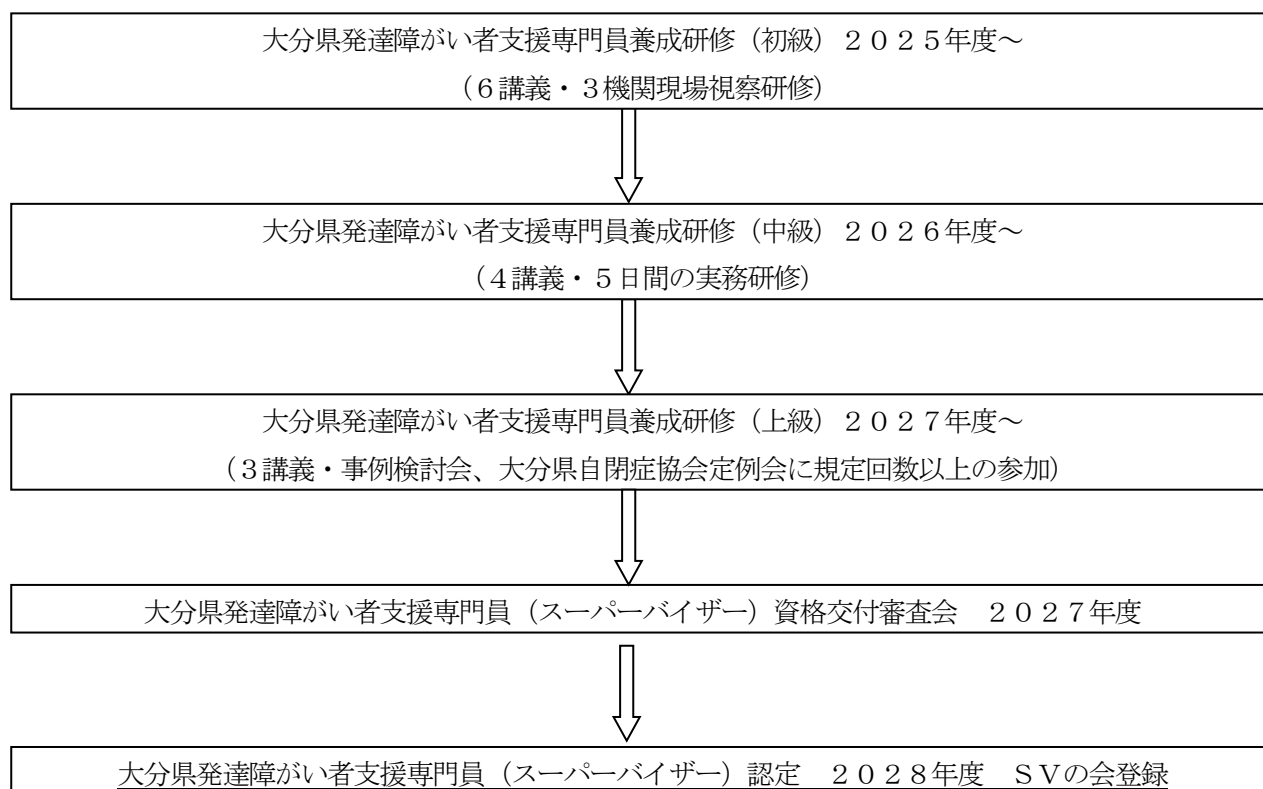 大分県発達障がい者支援専門員養成研修（初級）２０２５年度～
（６講義・３機関現場視察研修）
大分県発達障がい者支援専門員養成研修（中級）２０２６年度～
（４講義・５日間の実務研修）
大分県発達障がい者支援専門員養成研修（上級）２０２７年度～
（３講義・事例検討会、大分県自閉症協会定例会に規定回数以上の参加）
大分県発達障がい者支援専門員（スーパーバイザー）資格交付審査会　２０２７年度
大分県発達障がい者支援専門員（スーパーバイザー）認定　２０２８年度　ＳＶの会登録